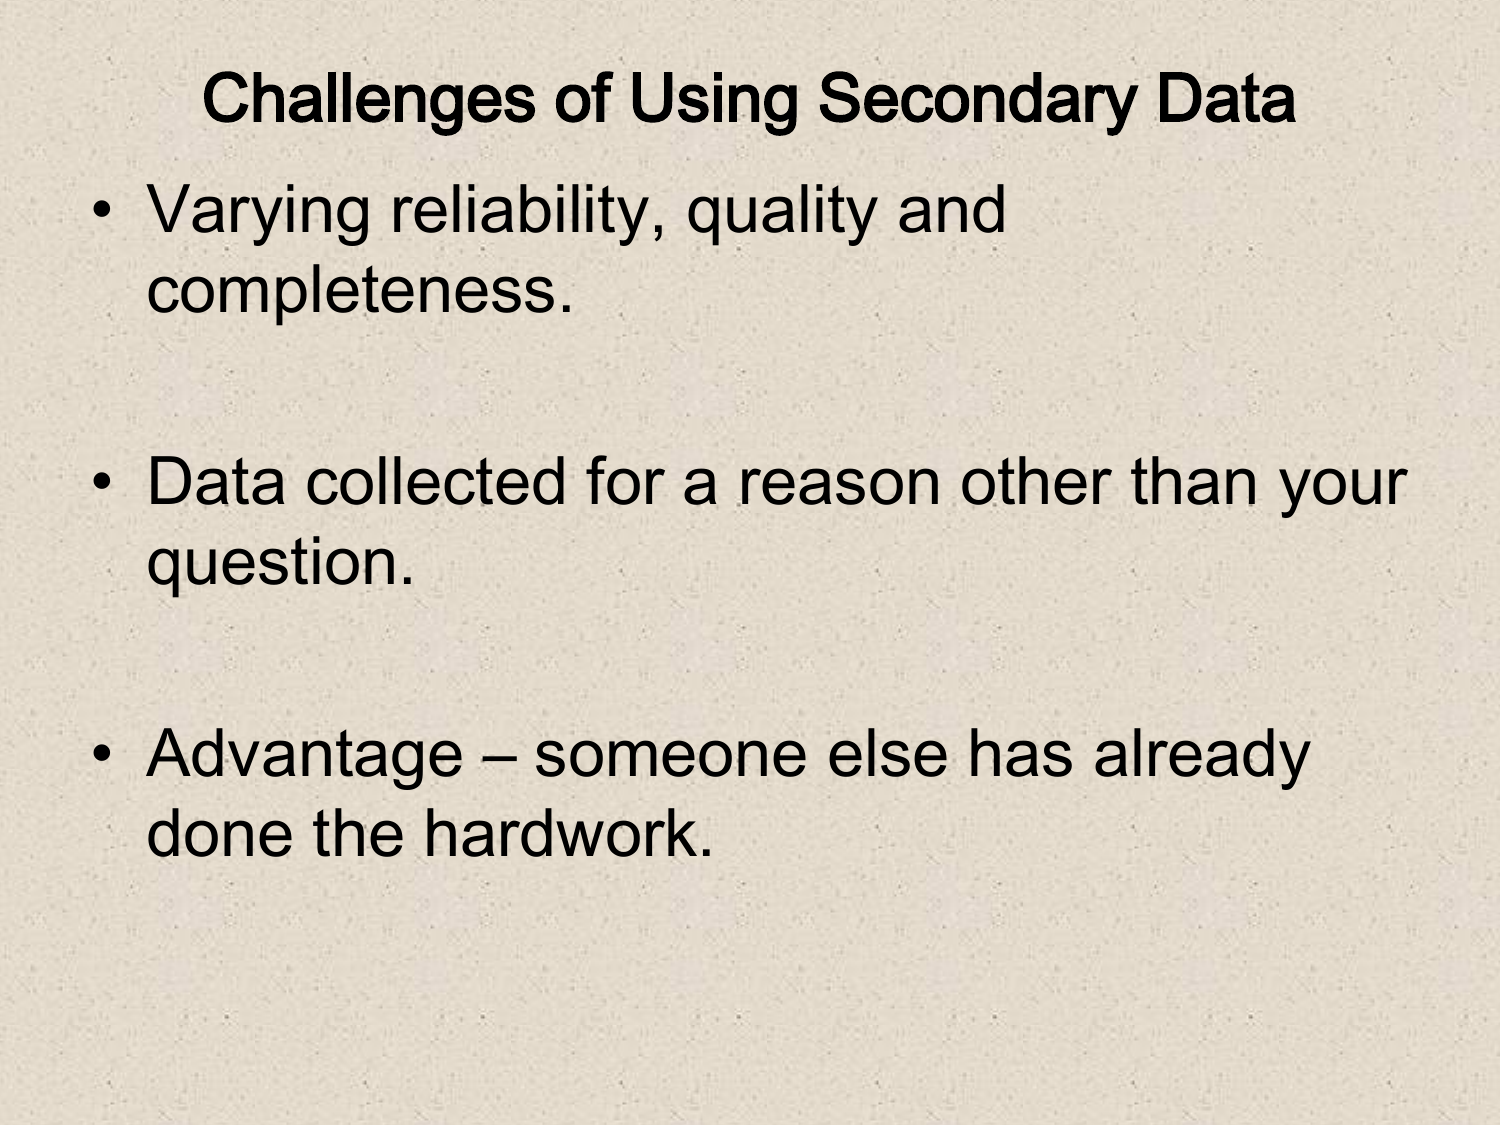 Challenges of Using Secondary Data
• Varying reliability, quality and
completeness.
• Data collected for a reason other than your
question.
• Advantage – someone else has already
done the hardwork.